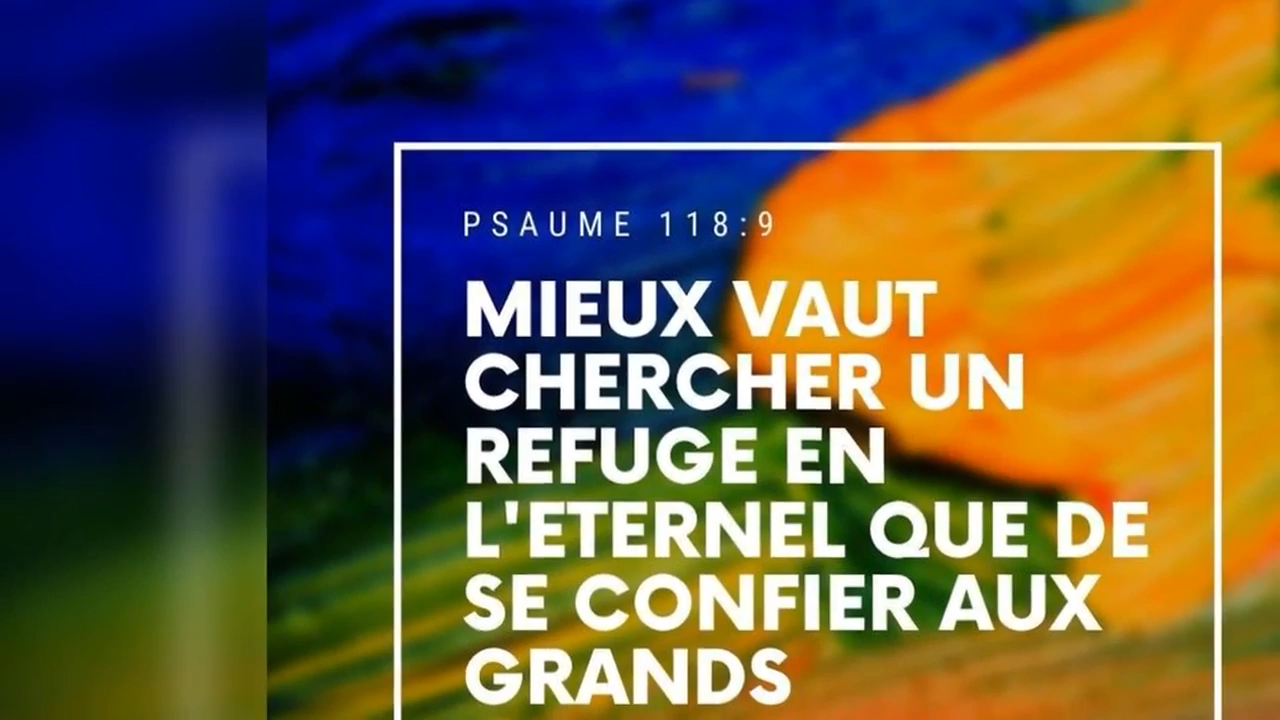 PSAUME 118:9
MIEUX VAUT
CHERCHER UN
REFUGE EN
L'ETERNEL QUE DE
SE CONFIER AUX
GRANDS